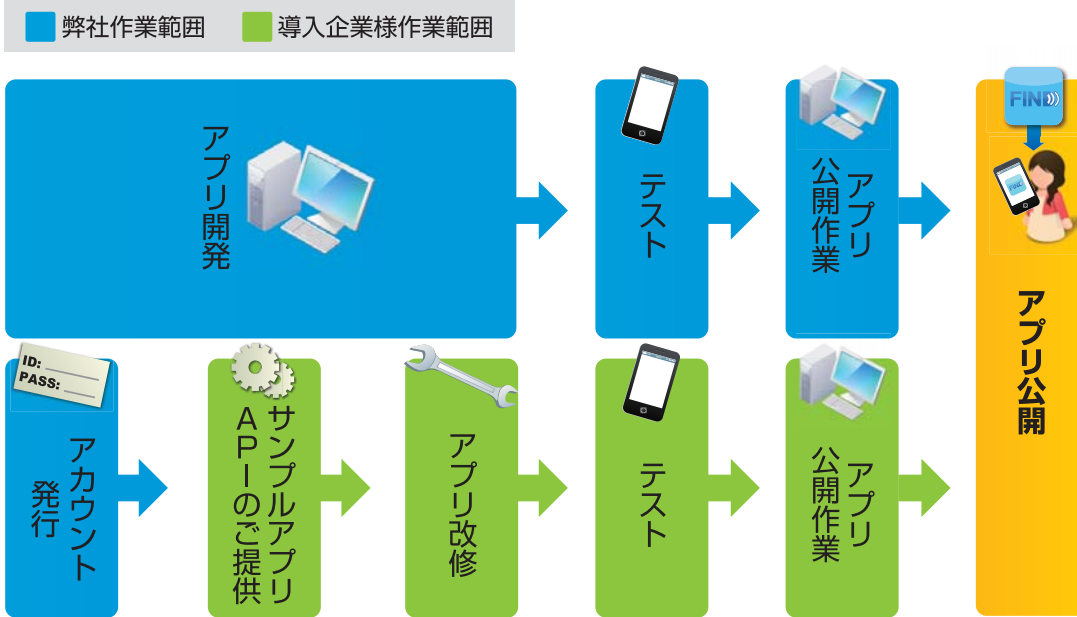 弊社作業範囲
導入企業様作業範囲
アプリ開発
テスト
アプリ
公開作業
FIND
FIND
アプリ公開
ID:
PASS:
アカウント
発行
サンプルアプリ
APIのご提供
アプリ改修
テスト
アプリ
公開作業